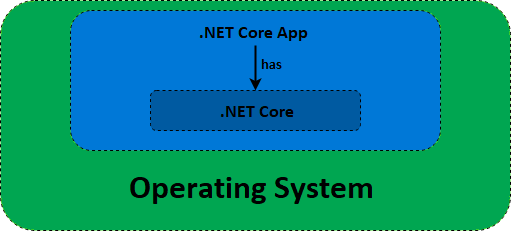 .NET Core App
has
.NET Core
Operating System